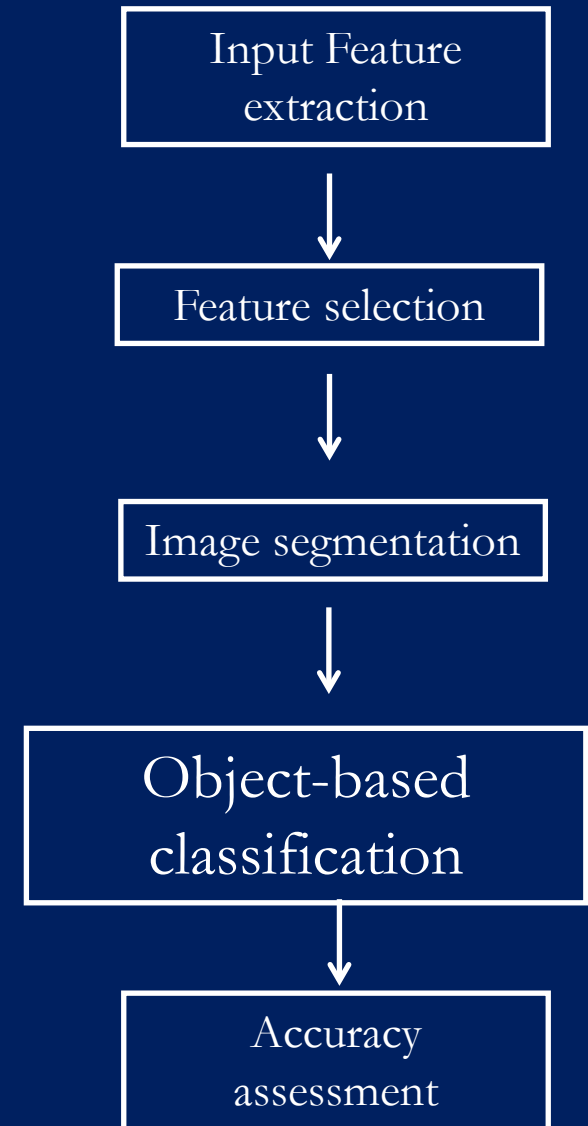 Input Feature
extraction
Feature selection
Image segmentation
Object-based
classification
Accuracy
assessment